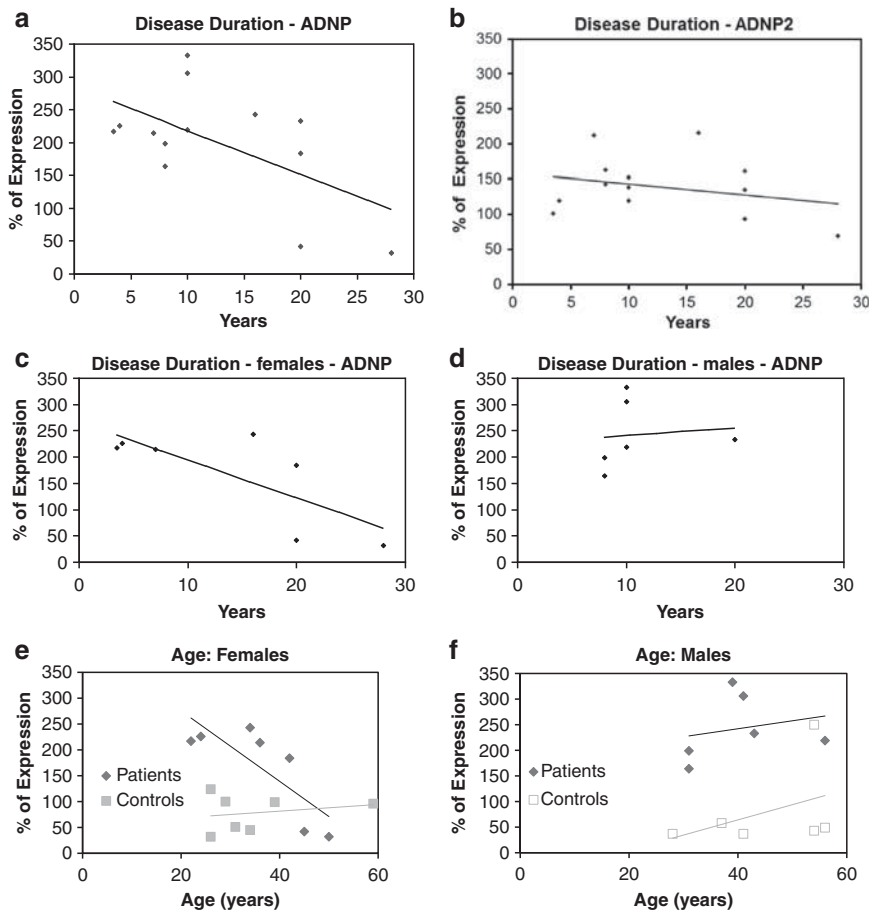 a
Disease Duration - ADNP
% of Expression
350
300
250
200
150
100
50
0
0 5 10 15 20 25 30
Years
b
Disease Duration - ADNP2
% of Expression
350
300
250
200
150
100
50
0
0 5 10 15 20 25 30
Years
c
Disease Duration - females - ADNP
% of Expression
350
300
250
200
150
100
50
0
0 10 20 30
Years
d
Disease Duration - males - ADNP
% of Expression
350
300
250
200
150
100
50
0
0 10 20 30
Years
e
Age: Females
% of Expression
350
300
250
200
150
100
50
0
Patients
Controls
0 20 40 60
Age (years)
f
Age: Males
% of Expression
350
300
250
200
150
100
50
0
Patients
Controls
0 20 40 60
Age (years)